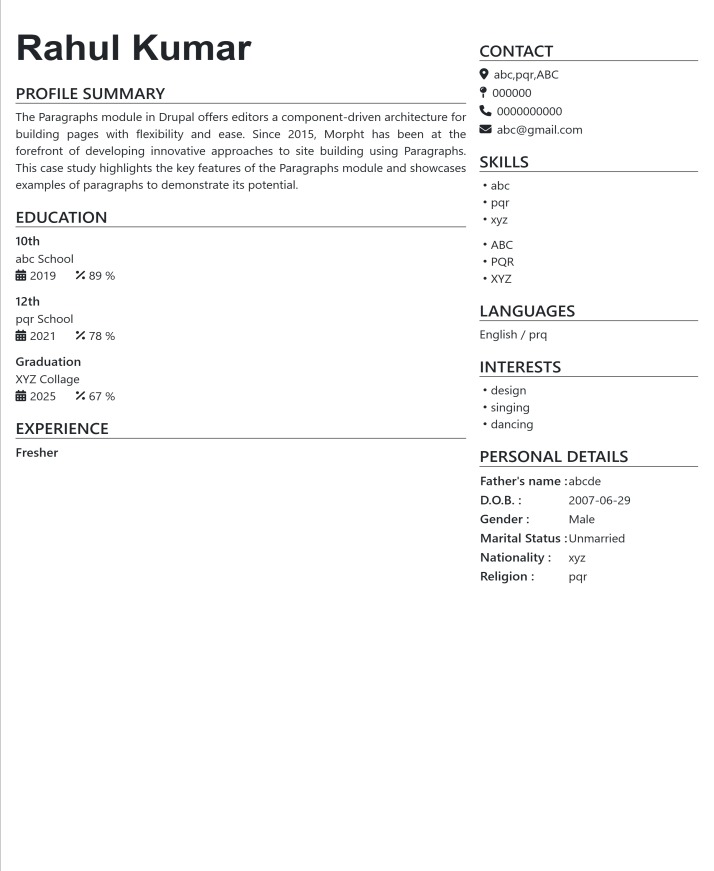 Rahul Kumar
PROFILE SUMMARY
The Paragraphs module in Drupal offers editors a component-driven architecture for
building pages with flexibility and ease. Since 2015, Morpht has been at the
forefront of developing innovative approaches to site building using Paragraphs.
This case study highlights the key features of the Paragraphs module and showcases
examples of paragraphs to demonstrate its potential.
EDUCATION
10th
abc School
2019 89 %
12th
pqr School
2021 78 %
Graduation
XYZ Collage
2025 67 %
EXPERIENCE
Fresher
CONTACT
abc,pqr,ABC
000000
0000000000
abc@gmail.com
SKILLS
• abc
• pqr
• xyz
• ABC
• PQR
• XYZ
LANGUAGES
English / prq
INTERESTS
• design
• singing
• dancing
PERSONAL DETAILS
Father's name : abcde
D.O.B. : 2007-06-29
Gender : Male
Marital Status : Unmarried
Nationality : xyz
Religion : pqr